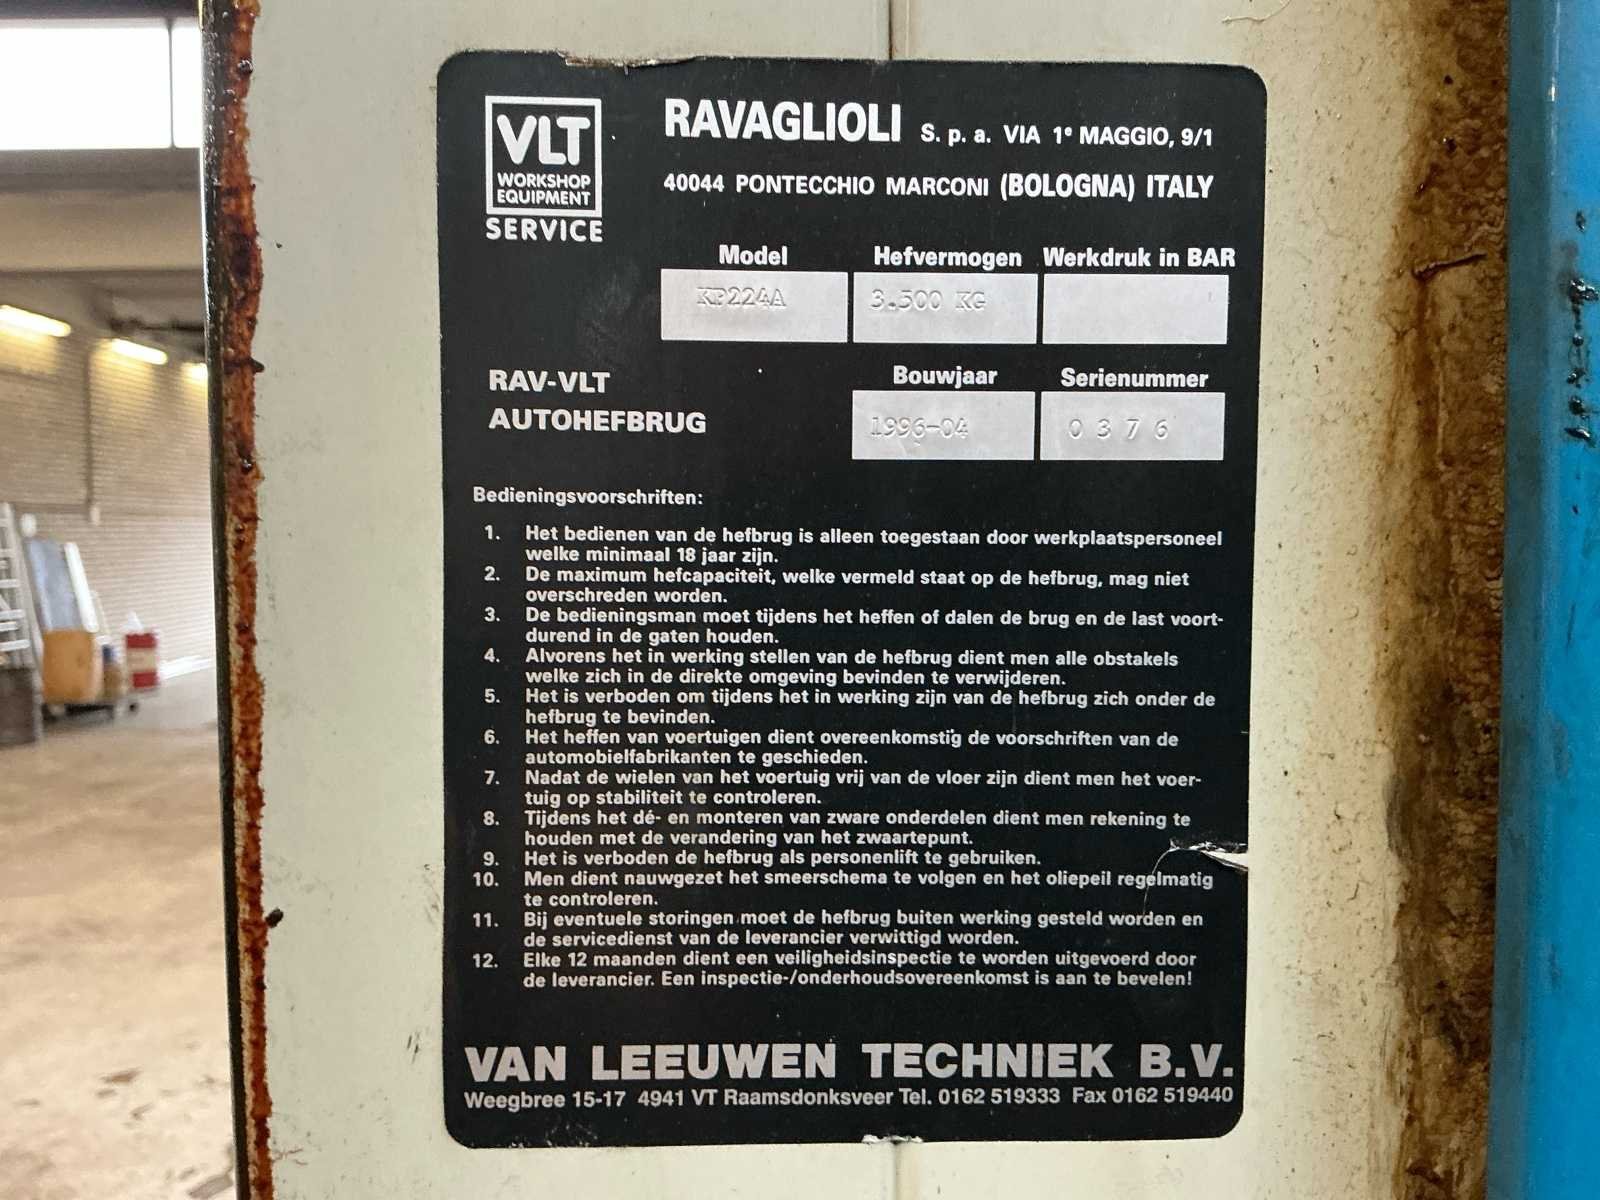 VLT
WORKSHOP
EQUIPMENT
SERVICE
RAVAGLIOLI S. p. a. VIA 1° MAGGIO, 9/1
40044 PONTECCHIO MARCONI (BOLOGNA) ITALY
Model Hefvermogen Werkdruk in BAR
KP224A 3.500 KG
RAV-VLT
AUTOHEFBRUG
Bouwjaar Serienummer
1996-04 0376
Bedieningsvoorschriften:
1. Het bedienen van de hefbrug is alleen toegestaan door werkplaatspersoneel
welke minimaal 18 jaar zijn.
2. De maximum hefcapaciteit, welke vermeld staat op de hefbrug, mag niet
overschreden worden.
3. De bedieningsman moet tijdens het heffen of dalen de brug en de last voort-
durend in de gaten houden.
4. Alvorens het in werking stellen van de hefbrug dient men alle obstakels
welke zich in de direkte omgeving bevinden te verwijderen.
5. Het is verboden om tijdens het in werking zijn van de hefbrug zich onder de
hefbrug te bevinden.
6. Het heffen van voertuigen dient overeenkomstig de voorschriften van de
automobielfabrikanten te geschieden.
7. Nadat de wielen van het voertuig vrij van de vloer zijn dient men het voer-
tuig op stabiliteit te controleren.
8. Tijdens het dé- en monteren van zware onderdelen dient men rekening te
houden met de verandering van het zwaartepunt.
9. Het is verboden de hefbrug als personenlift te gebruiken.
10. Men dient nauwgezet het smeerschema te volgen en het oliepeil regelmatig
te controleren.
11. Bij eventuele storingen moet de hefbrug buiten werking gesteld worden en
de servicedienst van de leverancier verwittigd worden.
12. Elke 12 maanden dient een veiligheidsinspectie te worden uitgevoerd door
de leverancier. Een inspectie-/onderhoudsovereenkomst is aan te bevelen!
VAN LEEUWEN TECHNIEK B.V.
Weegbree 15-17 4941 VT Raamsdonksveer Tel. 0162 519333 Fax 0162 519440